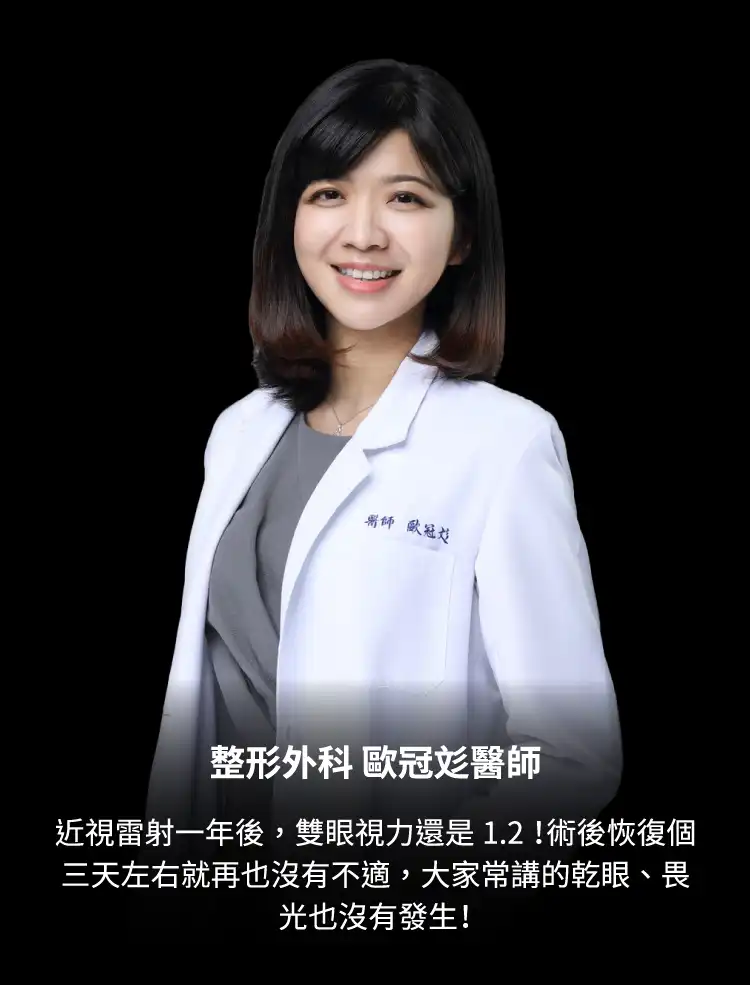 醫師 歐冠彣
整形外科 歐冠彣醫師
近視雷射一年後，雙眼視力還是 1.2！術後恢復個
三天左右就再也沒有不適，大家常講的乾眼、畏
光也沒有發生！